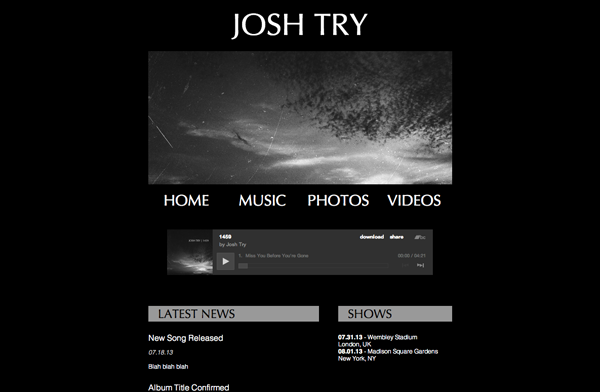 JOSH TRY
HOME MUSIC PHOTOS VIDEOS
1459
by Josh Try
download share
1. Miss You Before You're Gone
00:00 / 04:21
LATEST NEWS
New Song Released
07.18.13
Blah blah blah
Album Title Confirmed
SHOWS
07.31.13 - Wembley Stadium
London, UK
08.01.13 - Madison Square Gardens
New York, NY